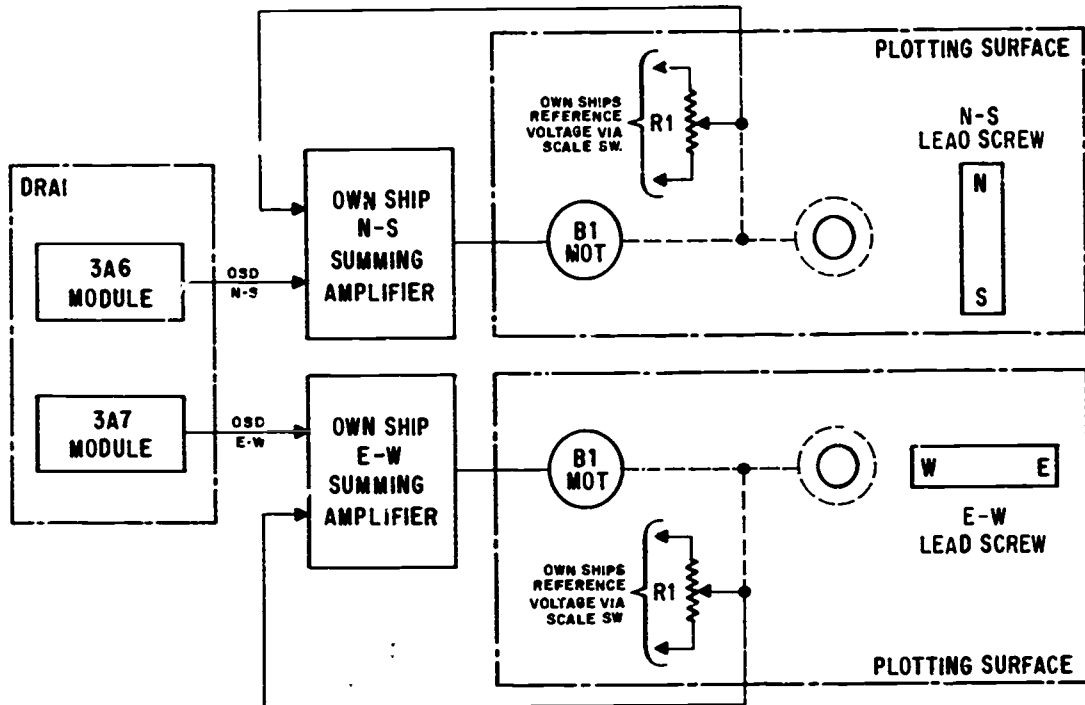 PLOTTING SURFACE
OWN SHIPS
REFERENCE
VOLTAGE VIA
SCALE SW.
R1
N-S
LEAD SCREW
N
S
DRAI
3A6
MODULE
OSD
N-S
OWN SHIP
N-S
SUMMING
AMPLIFIER
B1
MOT
3A7
MODULE
OSD
E-W
OWN SHIP
E-W
SUMMING
AMPLIFIER
B1
MOT
W E
E-W
LEAD SCREW
OWN SHIPS
REFERENCE
VOLTAGE VIA
SCALE SW
R1
PLOTTING SURFACE